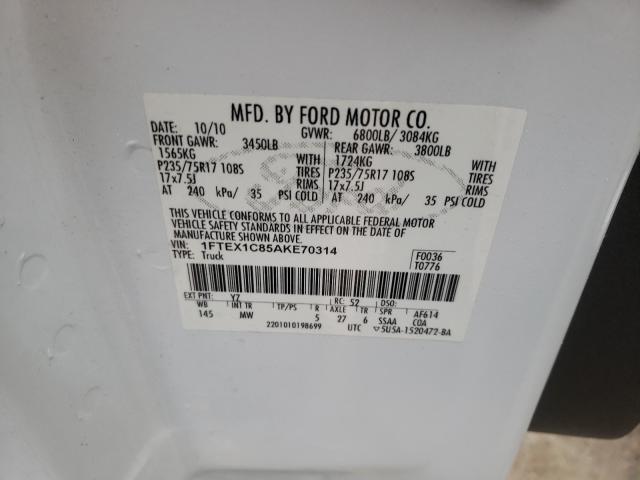 MFD. BY FORD MOTOR CO.
DATE: 10/10 GVWR: 6800LB/ 3084KG
FRONT GAWR: 3450LB REAR GAWR: 3800LB
1565KG WITH 1724KG WITH
P235/75R17 108S TIRES P235/75R17 108S TIRES
17x7.5J RIMS 17x7.5J RIMS
AT 240 kPa/ 35 PSI COLD AT 240 kPa/ 35 PSI COLD
THIS VEHICLE CONFORMS TO ALL APPLICABLE FEDERAL MOTOR
VEHICLE SAFETY STANDARDS IN EFFECT ON THE DATE OF MANUFACTURE
SHOWN ABOVE.
VIN: 1FTEX1C85AKE70314 F0036
TYPE: Truck T0776
EXT PNT: YZ RC: 52 DSO:
WB INT TR TP/PS R AXLE TR SPR AF614
145 MW 5 27 6 SSAA COA
2201010198699 UTC 5U5A-1520472-BA